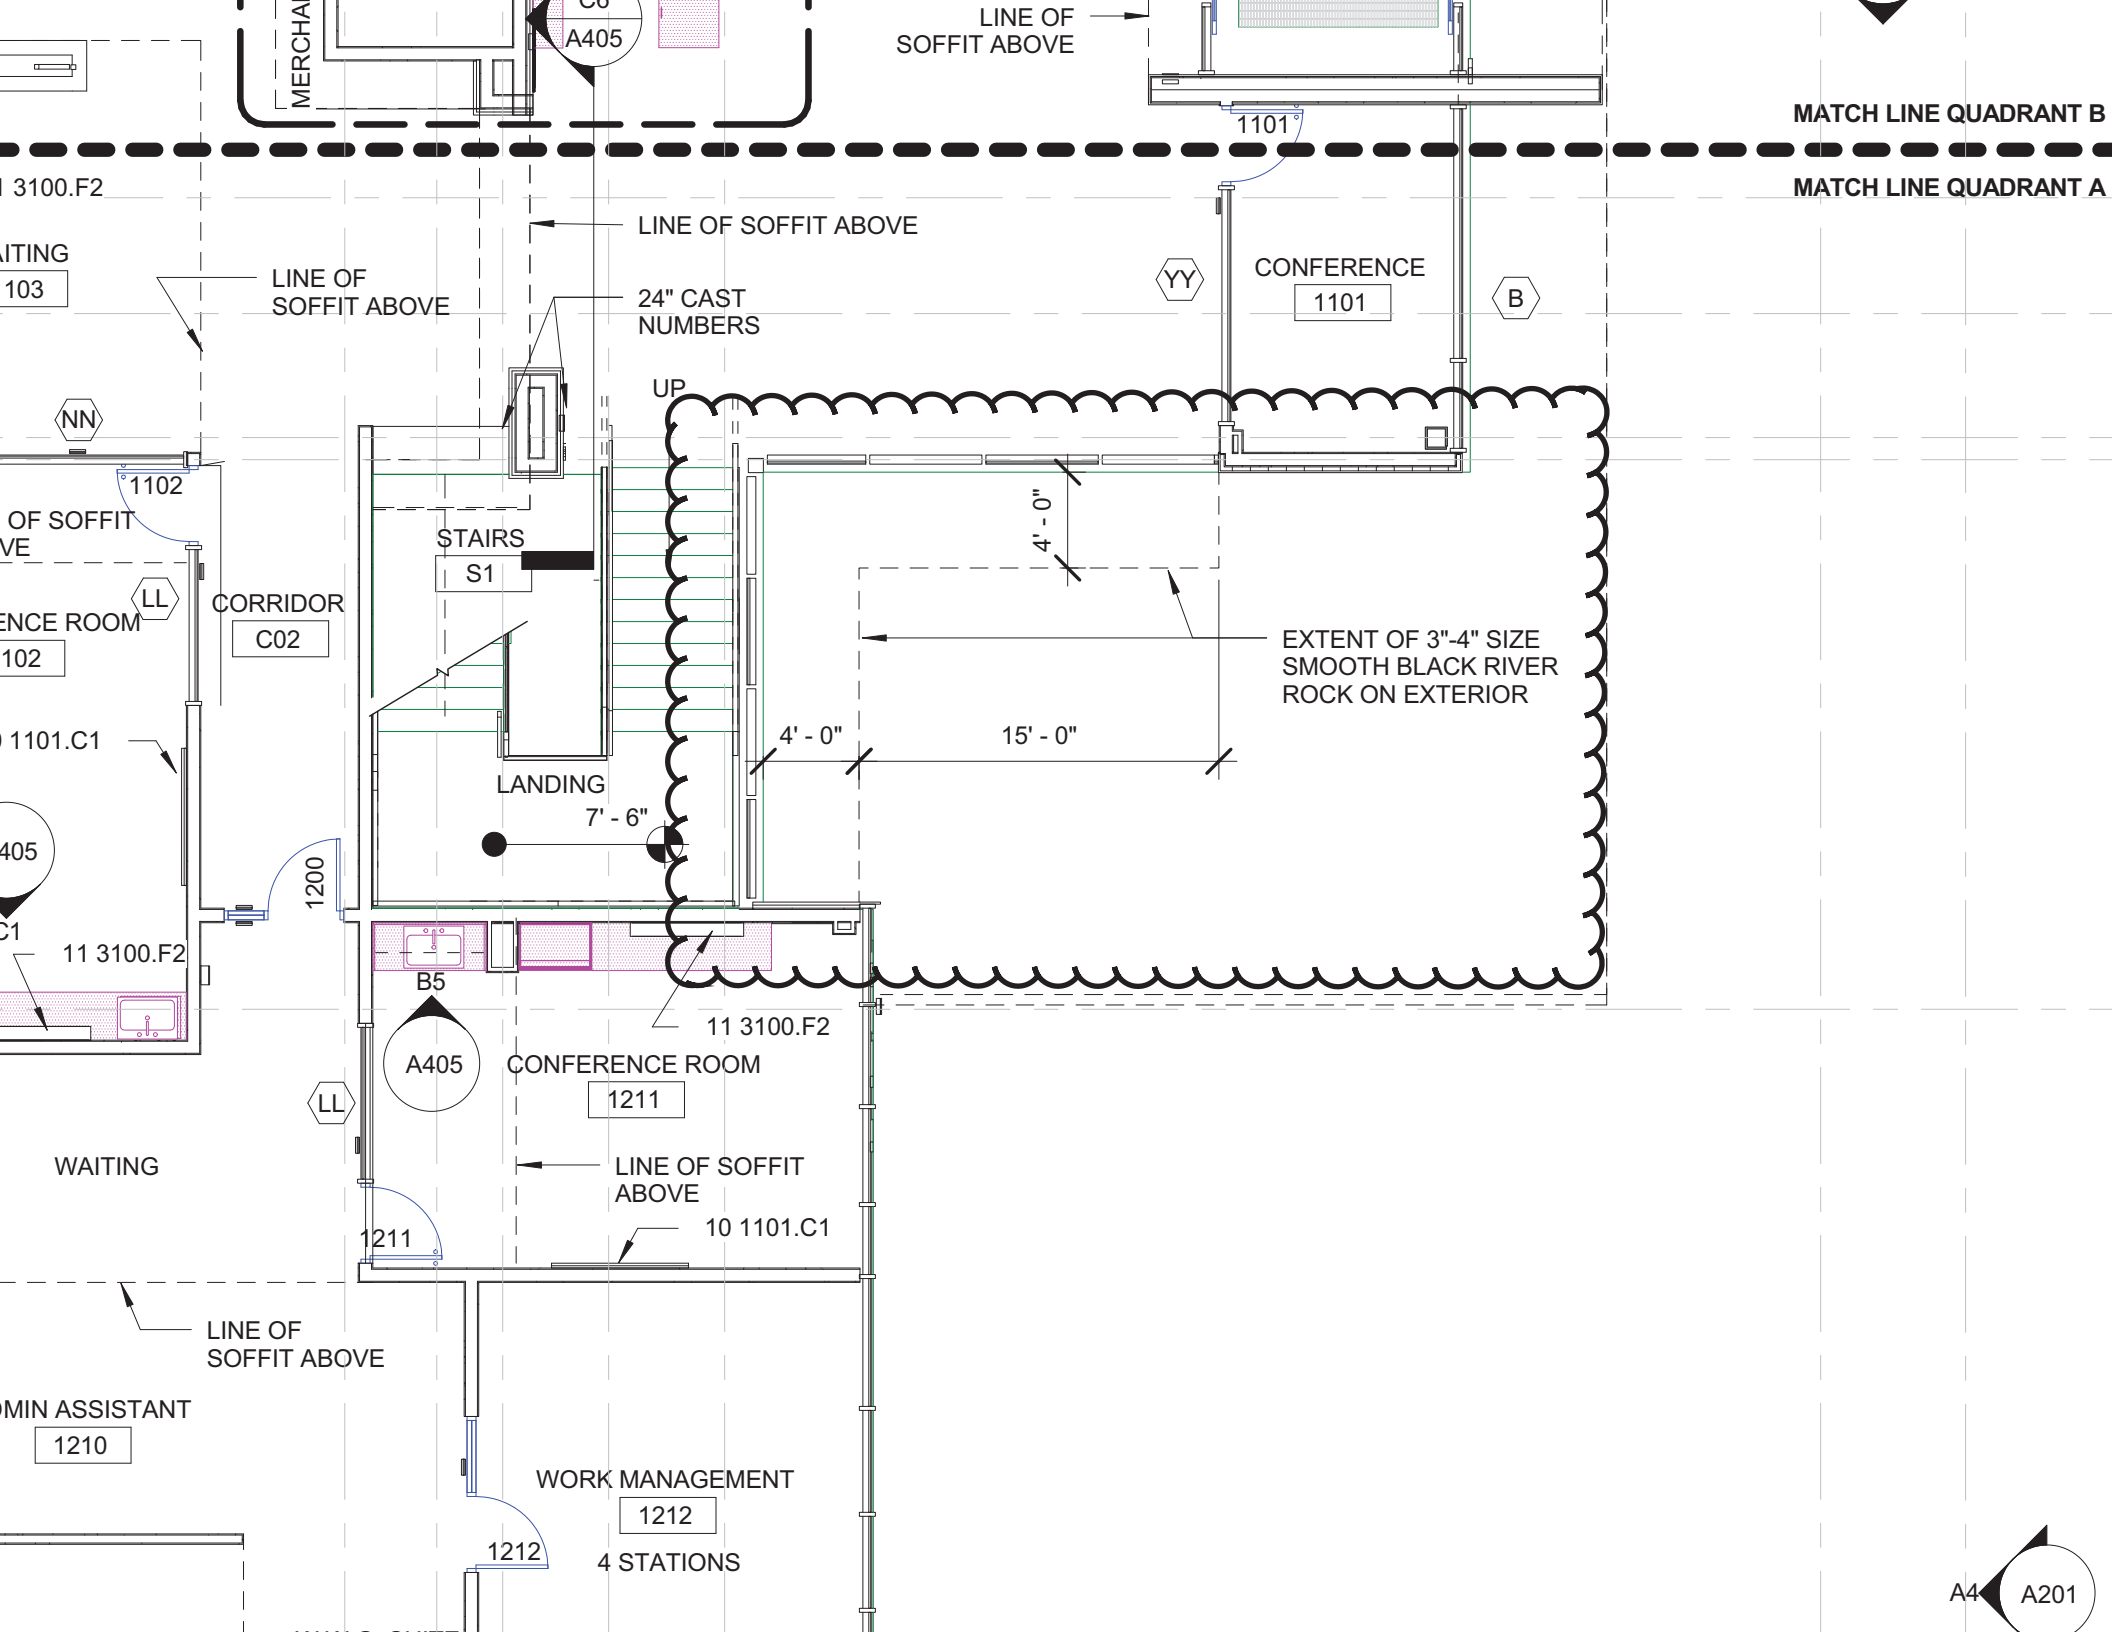 C6
A405
MERCHA
LINE OF
SOFFIT ABOVE
1101
MATCH LINE QUADRANT B
MATCH LINE QUADRANT A
3100.F2
LINE OF SOFFIT ABOVE
AITING
103
LINE OF
SOFFIT ABOVE
24" CAST
NUMBERS
YY
CONFERENCE
1101
B
UP
NN
1102
OF SOFFIT
VE
STAIRS
S1
4' - 0"
LL
CORRIDOR
C02
ENCE ROOM
102
EXTENT OF 3"-4" SIZE
SMOOTH BLACK RIVER
ROCK ON EXTERIOR
1101.C1
4' - 0"
15' - 0"
LANDING
7' - 6"
405
1200
C1
11 3100.F2
B5
A405
11 3100.F2
CONFERENCE ROOM
1211
LL
WAITING
LINE OF SOFFIT
ABOVE
1211
10 1101.C1
LINE OF
SOFFIT ABOVE
MIN ASSISTANT
1210
WORK MANAGEMENT
1212
1212
4 STATIONS
A4
A201